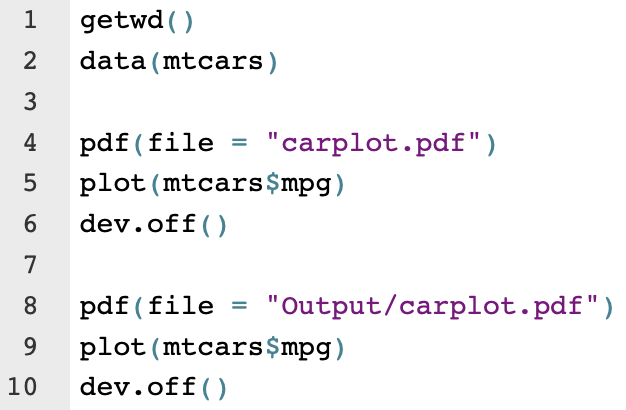 1 getwd()
2 data(mtcars)
3
4 pdf(file = "carplot.pdf")
5 plot(mtcars$mpg)
6 dev.off()
7
8 pdf(file = "Output/carplot.pdf")
9 plot(mtcars$mpg)
10 dev.off()